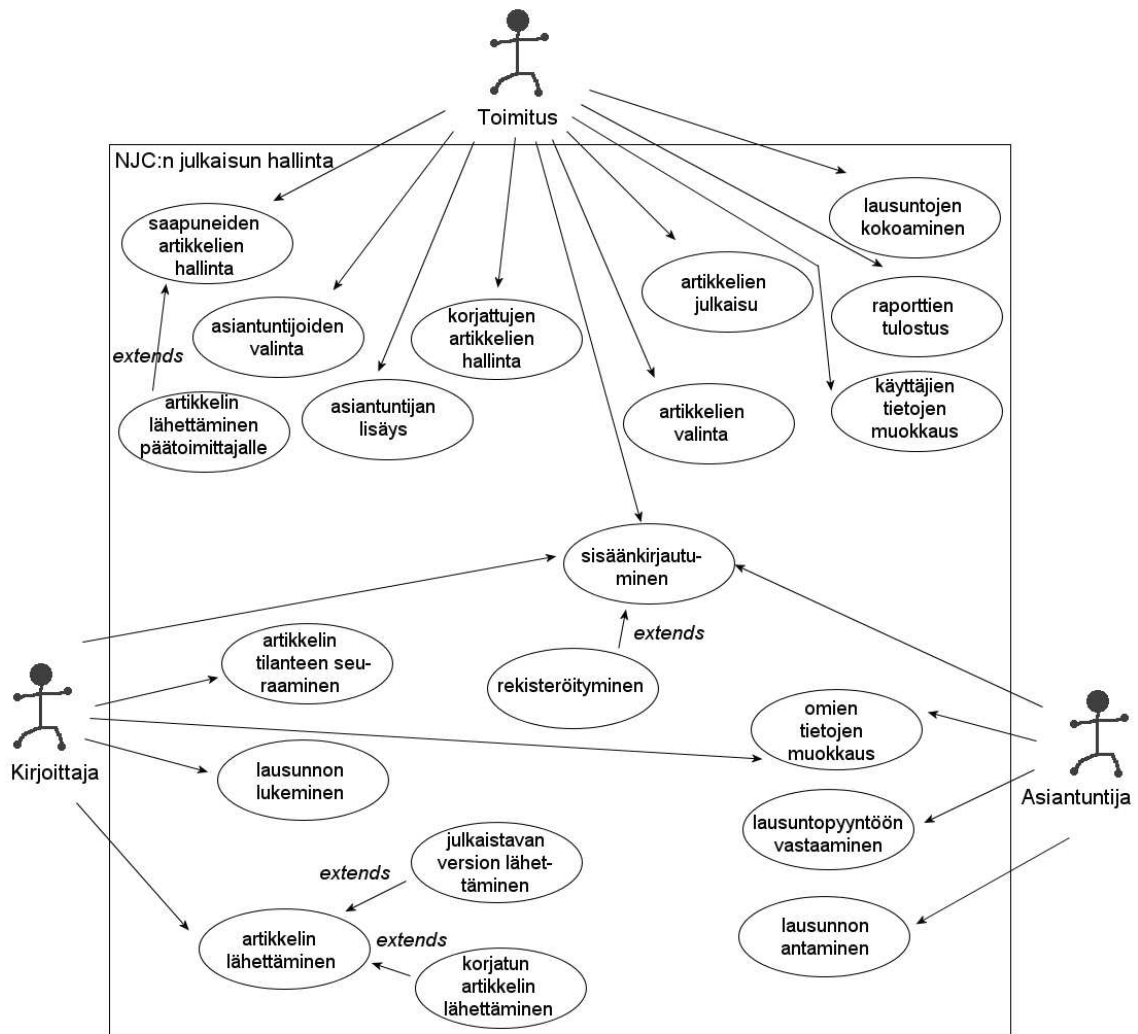 Toimitus
NJC:n julkaisun hallinta
saapuneiden
artikkelien
hallinta
lausuntojen
kokoaminen
artikkelien
julkaisu
raporttien
tulostus
asiantuntijoiden
valinta
korjattujen
artikkelien
hallinta
extends
artikkelin
lähettäminen
päätoimittajalle
asiantuntijan
lisäys
artikkelien
valinta
käyttäjien
tietojen
muokkaus
sisäänkirjautu-
minen
extends
artikkelin
tilanteen seu-
raaminen
rekisteröityminen
omien
tietojen
muokkaus
Kirjoittaja
lausunnon
lukeminen
Asiantuntija
lausuntopyyntöön
vastaaminen
julkaistavan
version lähet-
täminen
extends
artikkelin
lähettäminen
extends
lausunnon
antaminen
korjatun
artikkelin
lähettäminen